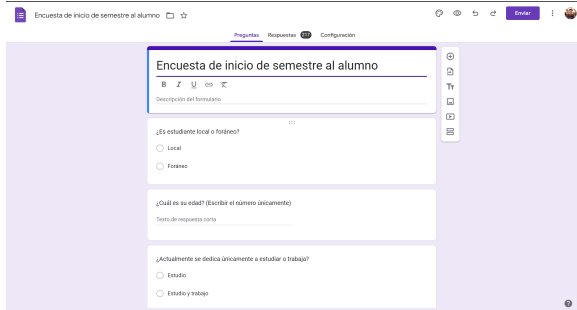 Encuesta de inicio de semestre al alumno
Enviar
Preguntas Respuestas 317 Configuración
Encuesta de inicio de semestre al alumno
B I U
Descripción del formulario
Tт
¿Es estudiante local o foráneo?
Local
Foráneo
¿Cuál es su edad? (Escribir el número únicamente)
Texto de respuesta corta
¿Actualmente se dedica únicamente a estudiar o trabaja?
Estudio
Estudio y trabajo